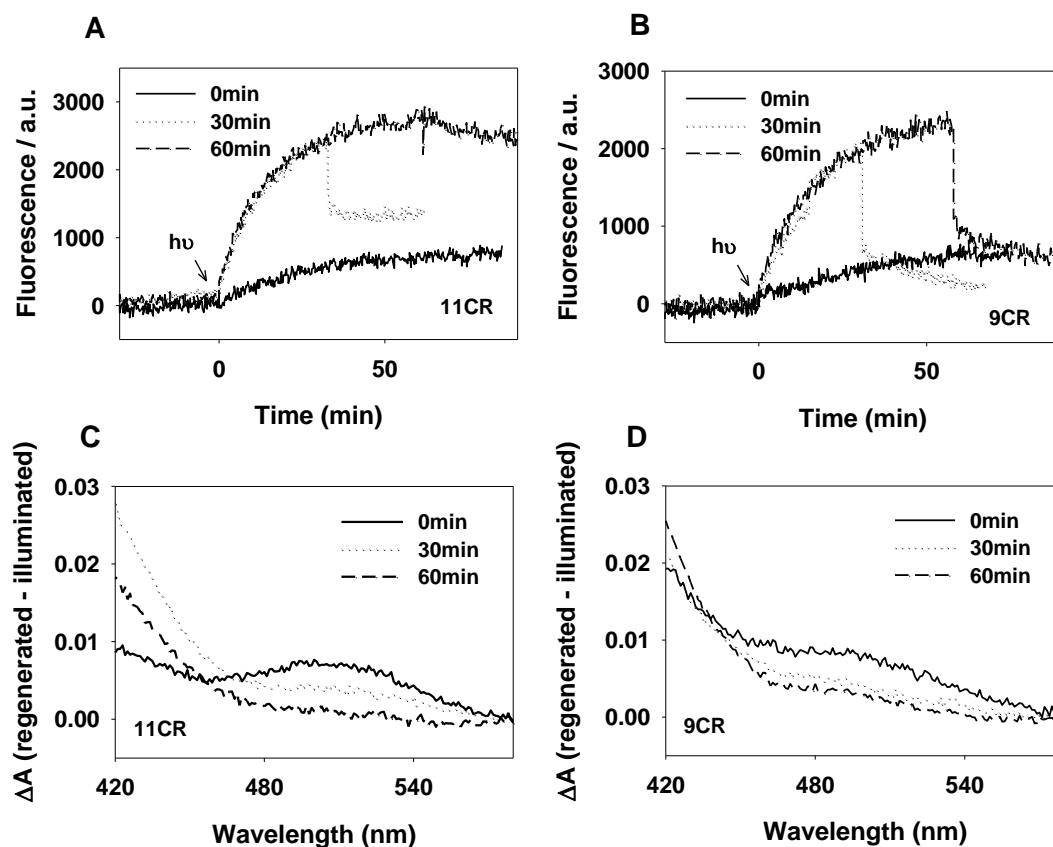 A
Fluorescence / a.u.
3000
2000
1000
0
0min
30min
60min
hυ
11CR
0
50
Time (min)
B
Fluorescence / a.u.
3000
2000
1000
0
0min
30min
60min
hυ
9CR
0
50
Time (min)
C
ΔA (regenerated - illuminated)
0.03
0.02
0.01
0.00
0min
30min
60min
11CR
420
480
540
Wavelength (nm)
D
ΔA (regenerated - illuminated)
0.03
0.02
0.01
0.00
0min
30min
60min
9CR
420
480
540
Wavelength (nm)